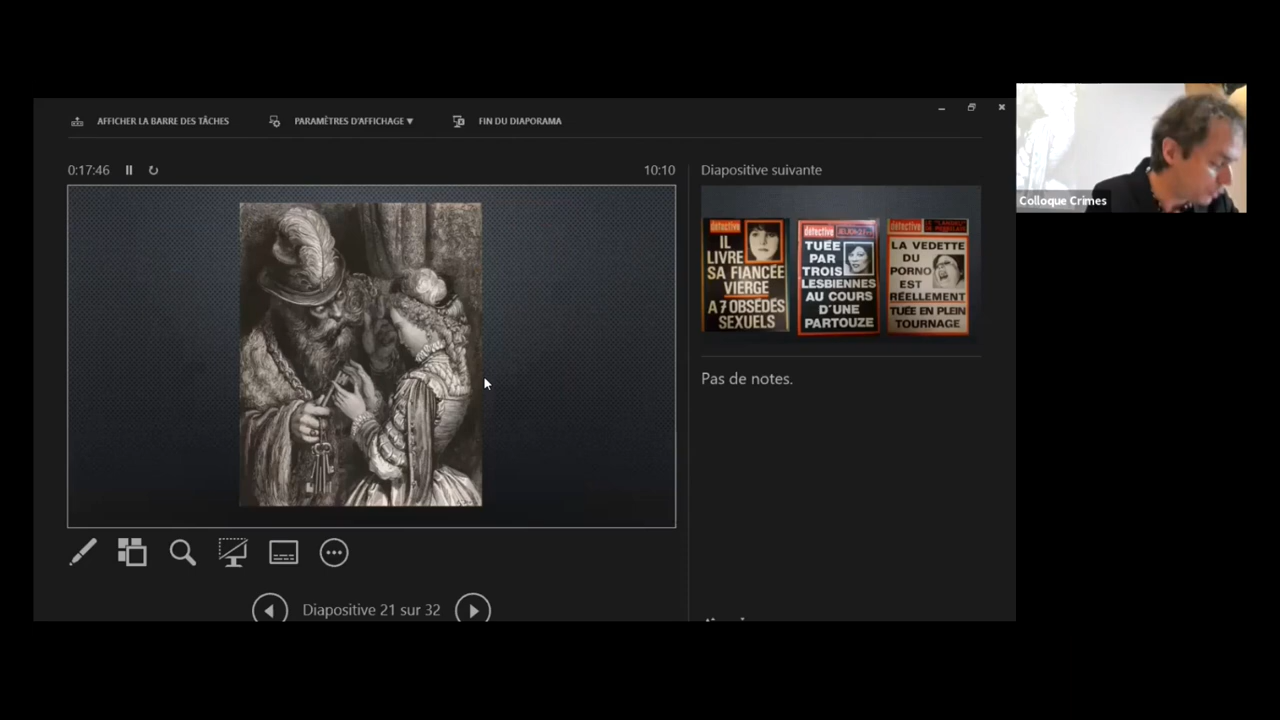 AFFICHER LA BARRE DES TÂCHES
PARAMÈTRES D'AFFICHAGE ▼
FIN DU DIAPORAMA
0:17:46
10:10
Diapositive suivante
détective
IL
LIVRE
SA FIANCÉE
VIERGE
A 7 OBSÉDÉS
SEXUELS
détective
TUÉE
PAR
TROIS
LESBIENNES
AU COURS
D'UNE
PARTOUZE
détective
LA VEDETTE
DU
PORNO
EST
RÉELLEMENT
TUÉE EN PLEIN
TOURNAGE
Pas de notes.
Diapositive 21 sur 32
Colloque Crimes